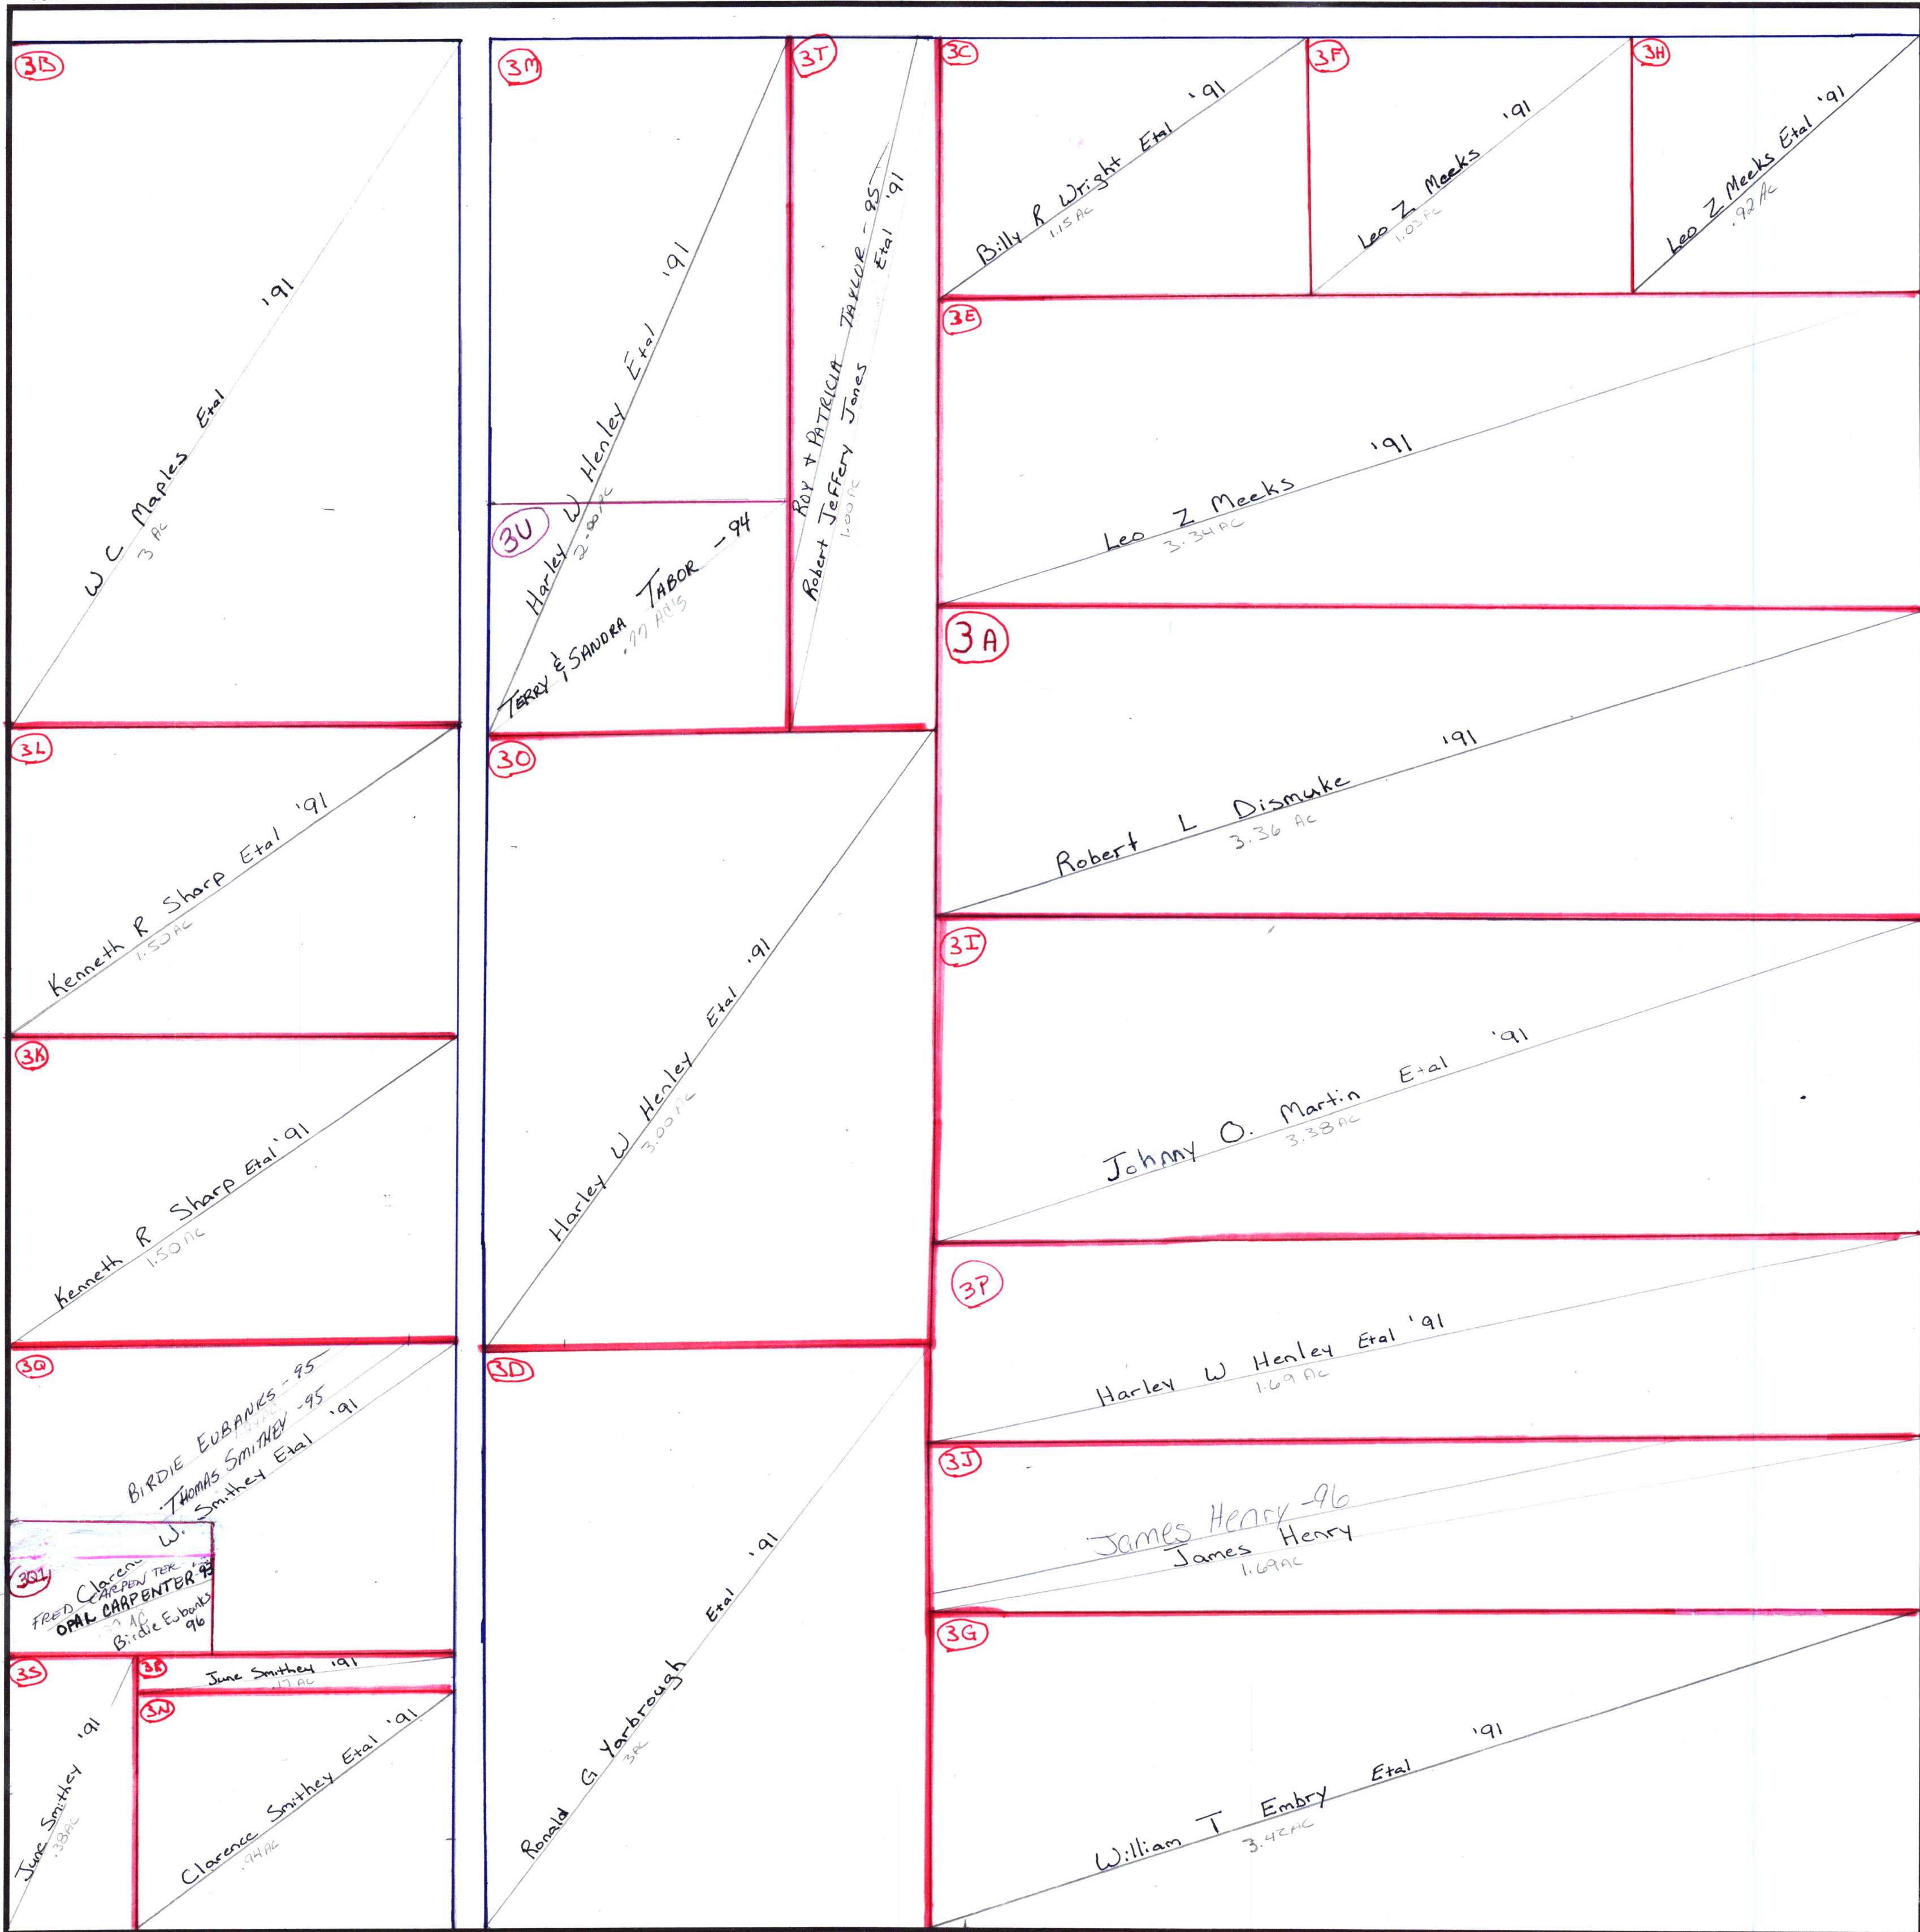 3B
W C Maples Etal '91
3 AC
3M
Harley W Henley Etal '91
2.00 AC
3U
TERRY & SANDRA TABOR - 94
3T
ROY + PATRICIA TAYLOR - 95
Robert Jeffery Jones Etal '91
1.00 AC
3C
Billy R Wright Etal '91
1.15 AC
3F
Leo Z Meeks '91
1.03 AC
3H
Leo Z Meeks Etal '91
.92 AC
3E
Leo Z Meeks '91
3.34 AC
3A
Robert L Dismuke '91
3.36 AC
3L
Kenneth R Sharp Etal '91
1.50 AC
3O
Harley W Henley Etal '91
3.00 AC
3I
Johnny O. Martin Etal '91
3.38 AC
3K
Kenneth R Sharp Etal '91
1.50 AC
3P
Harley W Henley Etal '91
1.69 AC
3Q
BIRDIE EUBANKS - 95
THOMAS SMITHEY - 95
W. Smithey Etal '91
3Q1
Claren
FRED CARPENTER
OPAL CARPENTER
AC
Birdie Eubanks
96
3D
Ronald G Yarbrough Etal '91
3 AC
3J
James Henry - 96
James Henry
1.69 AC
3S
June Smithey '91
.38 AC
3R
June Smithey '91
.17 AC
3N
Clarence Smithey Etal '91
.94 AC
3G
William T Embry Etal '91
3.42 AC